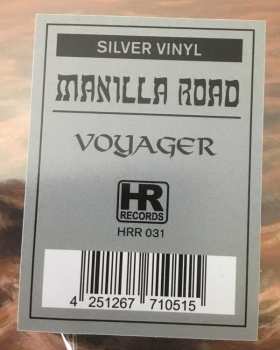 SILVER VINYL
MANILLA ROAD
VOYAGER
HR
RECORDS
HRR 031
4 251267 710515